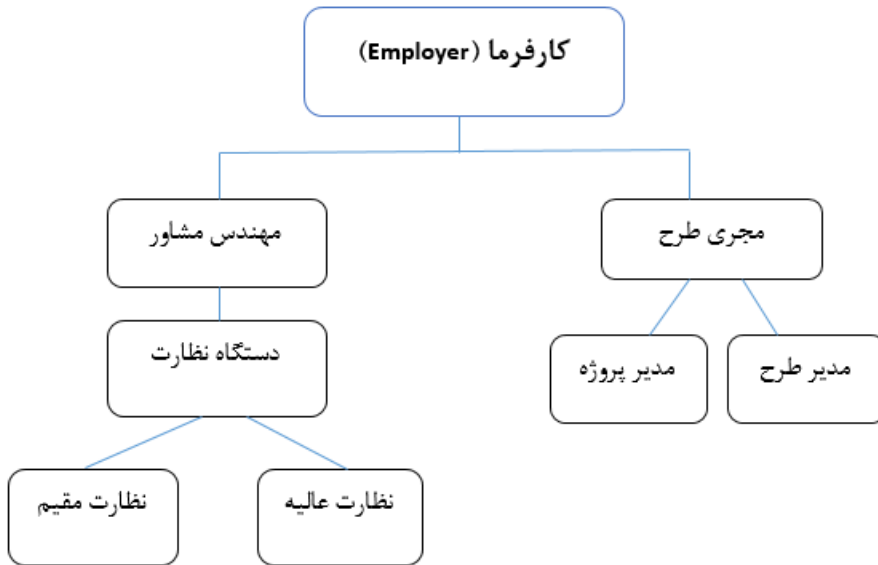 کارفرما (Employer)
مجری طرح
مهندس مشاور
مدیر طرح
مدیر پروژه
دستگاه نظارت
نظارت عالیه
نظارت مقیم